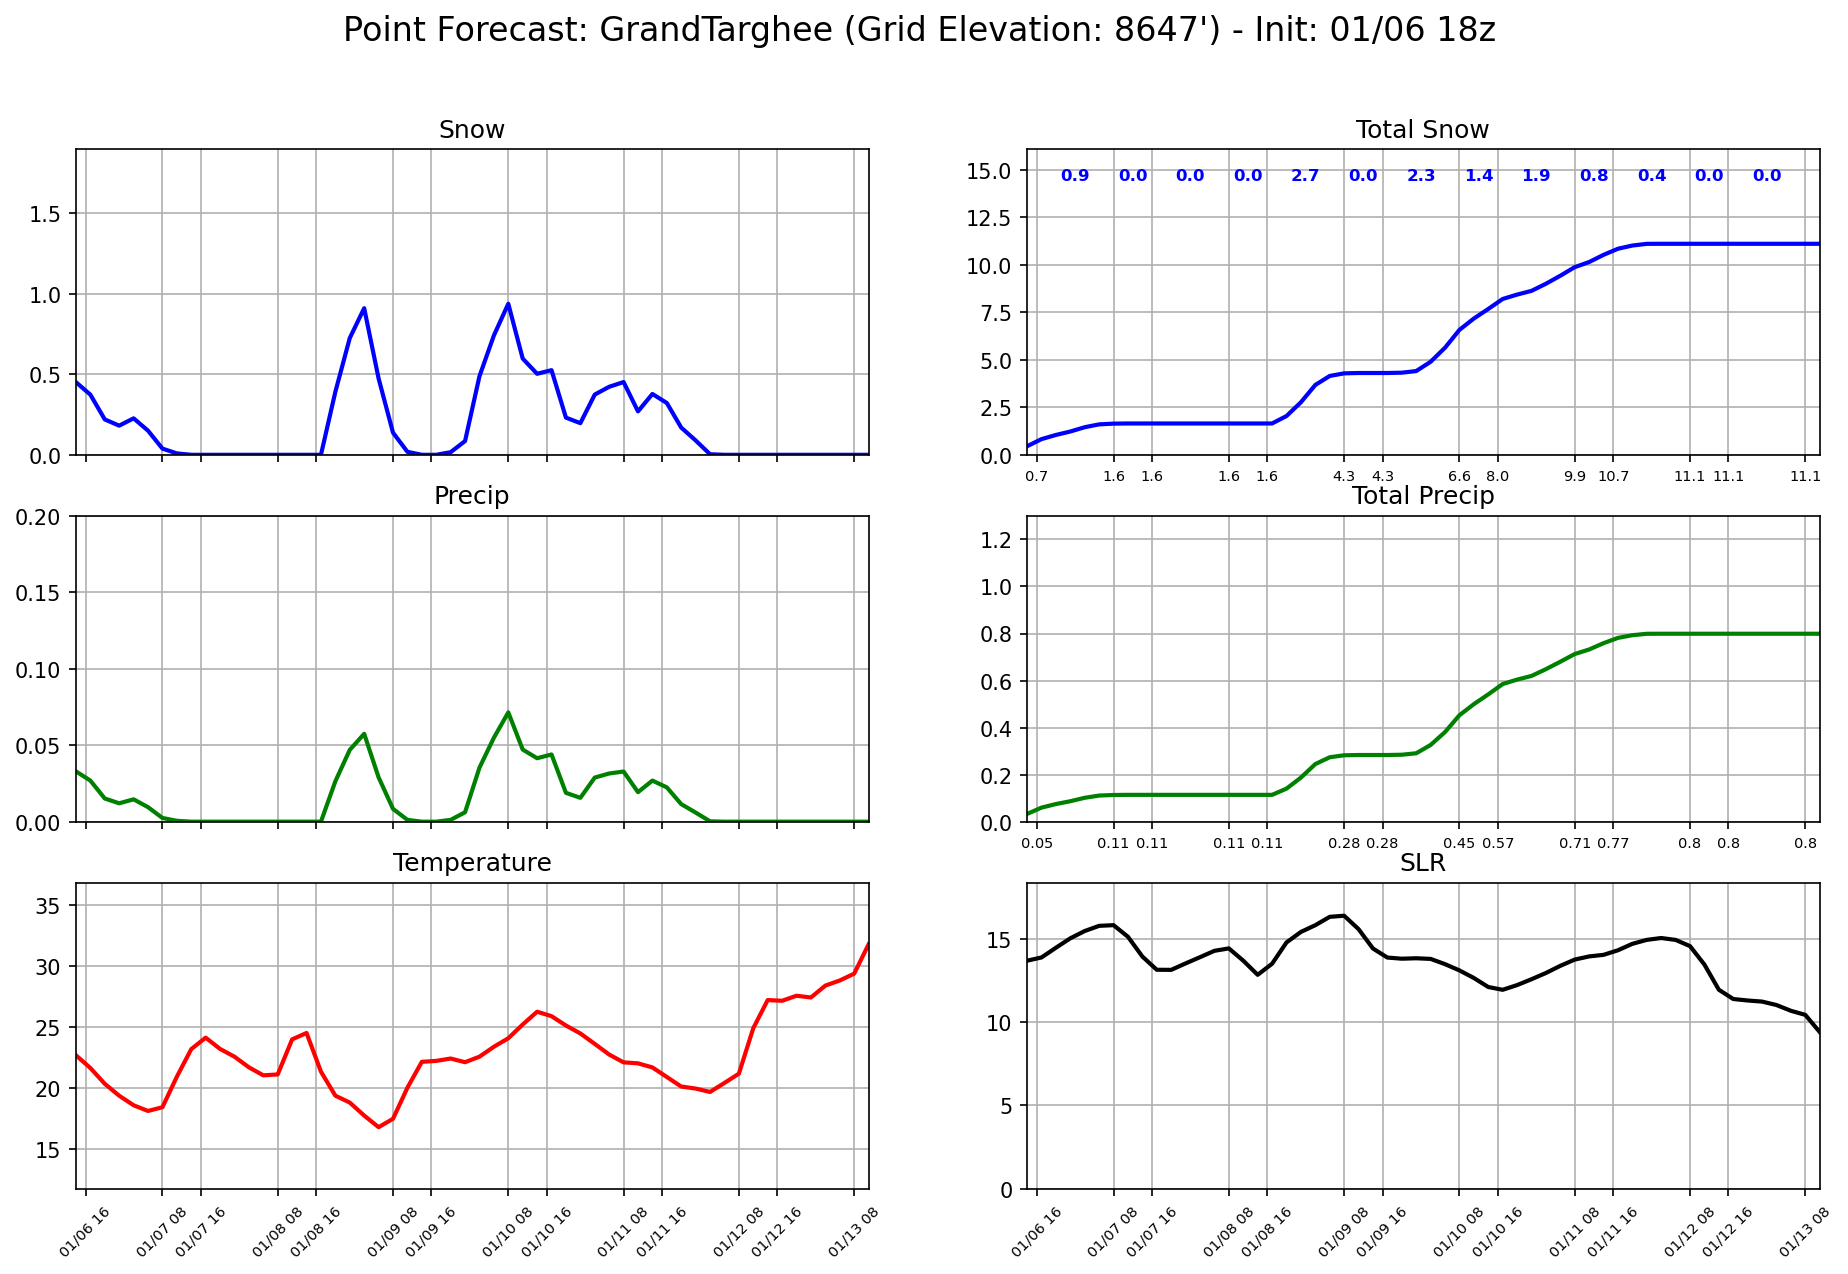 Point Forecast: GrandTarghee (Grid Elevation: 8647') - Init: 01/06 18z
Snow
1.5
1.0
0.5
0.0
Total Snow
15.0
12.5
10.0
7.5
5.0
2.5
0.0
0.9 0.0 0.0 0.0 2.7 0.0 2.3 1.4 1.9 0.8 0.4 0.0 0.0
0.7 1.6 1.6 1.6 1.6 4.3 4.3 6.6 8.0 9.9 10.7 11.1 11.1 11.1
Precip
0.20
0.15
0.10
0.05
0.00
Total Precip
1.2
1.0
0.8
0.6
0.4
0.2
0.0
0.05 0.11 0.11 0.11 0.11 0.28 0.28 0.45 0.57 0.71 0.77 0.8 0.8 0.8
Temperature
35
30
25
20
15
01/06 16 01/07 08 01/07 16 01/08 08 01/08 16 01/09 08 01/09 16 01/10 08 01/10 16 01/11 08 01/11 16 01/12 08 01/12 16 01/13 08
SLR
15
10
5
0
01/06 16 01/07 08 01/07 16 01/08 08 01/08 16 01/09 08 01/09 16 01/10 08 01/10 16 01/11 08 01/11 16 01/12 08 01/12 16 01/13 08